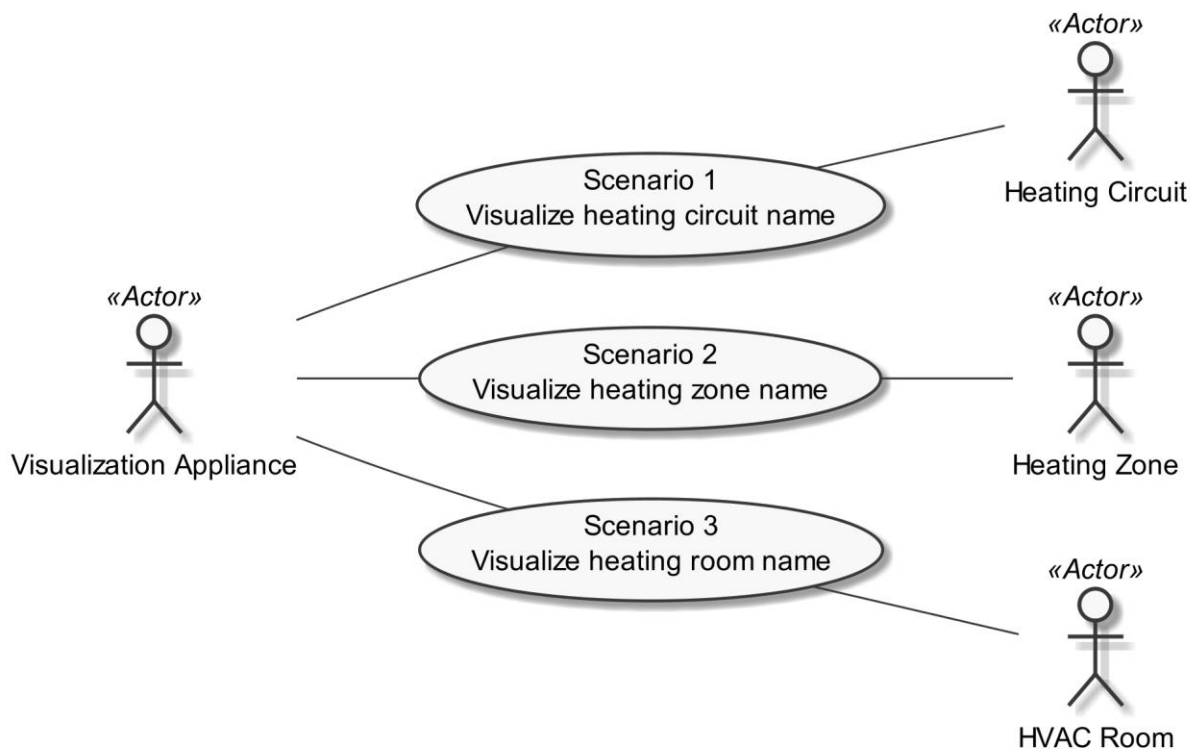 «Actor»
Heating Circuit
Scenario 1
Visualize heating circuit name
«Actor»
Visualization Appliance
Scenario 2
Visualize heating zone name
«Actor»
Heating Zone
Scenario 3
Visualize heating room name
«Actor»
HVAC Room